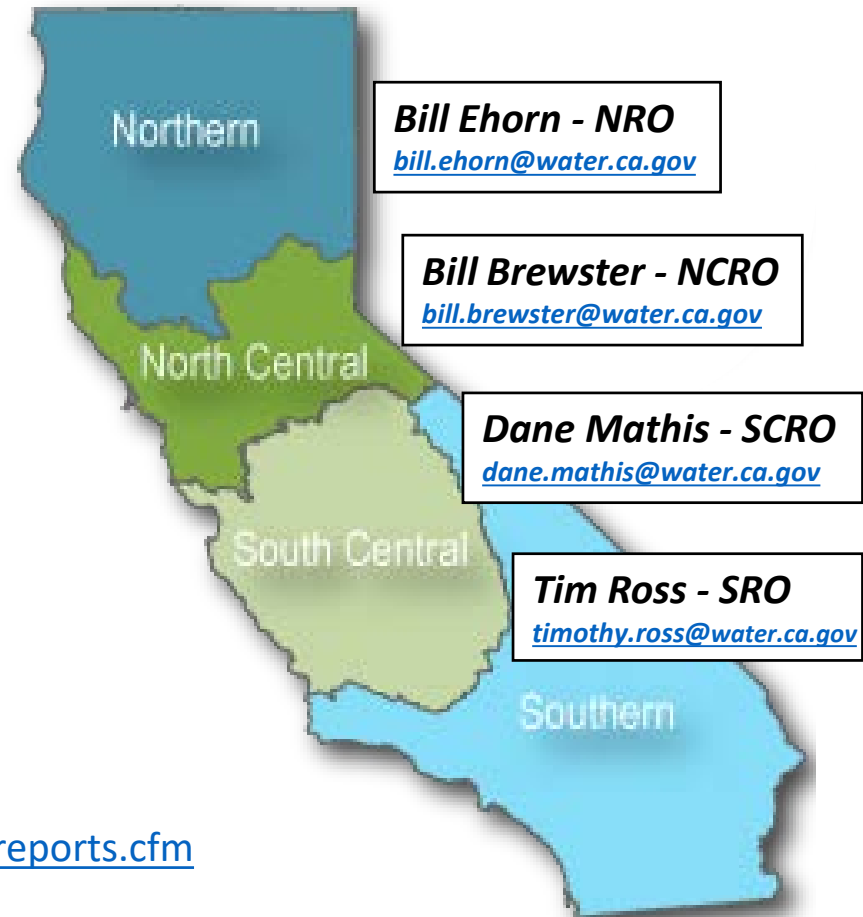 Northern
Bill Ehorn - NRO
bill.ehorn@water.ca.gov
Bill Brewster - NCRO
bill.brewster@water.ca.gov
North Central
Dane Mathis - SCRO
dane.mathis@water.ca.gov
South Central
Tim Ross - SRO
timothy.ross@water.ca.gov
Southern
reports.cfm